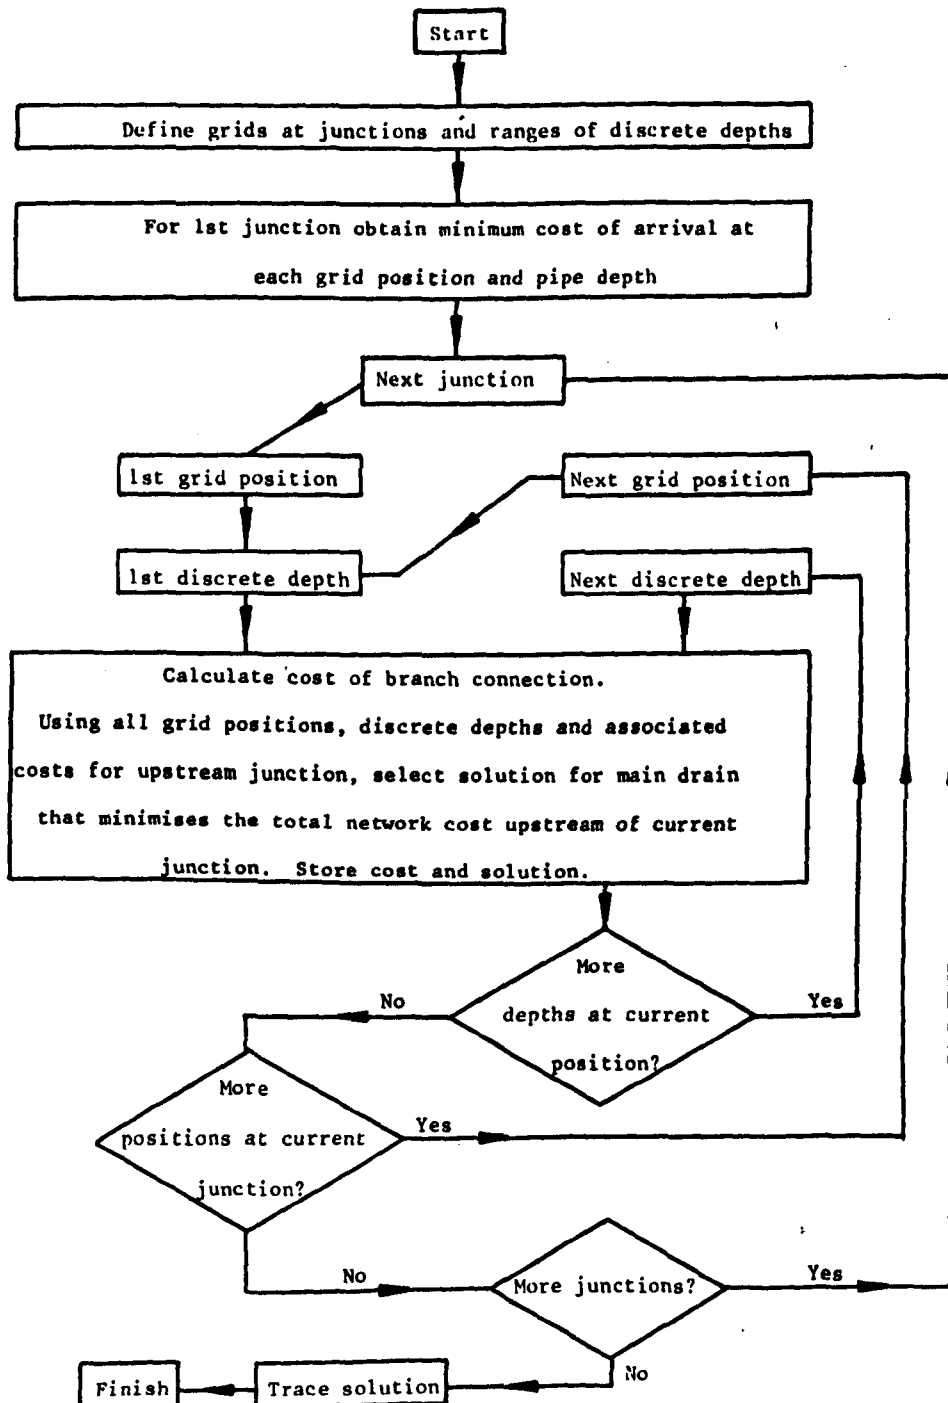 Start
Define grids at junctions and ranges of discrete depths
For 1st junction obtain minimum cost of arrival at
each grid position and pipe depth
Next junction
1st grid position
Next grid position
1st discrete depth
Next discrete depth
Calculate cost of branch connection.
Using all grid positions, discrete depths and associated
costs for upstream junction, select solution for main drain
that minimises the total network cost upstream of current
junction. Store cost and solution.
More
depths at current
position?
No
Yes
More
positions at current
junction?
Yes
No
More junctions?
Yes
No
Trace solution
Finish